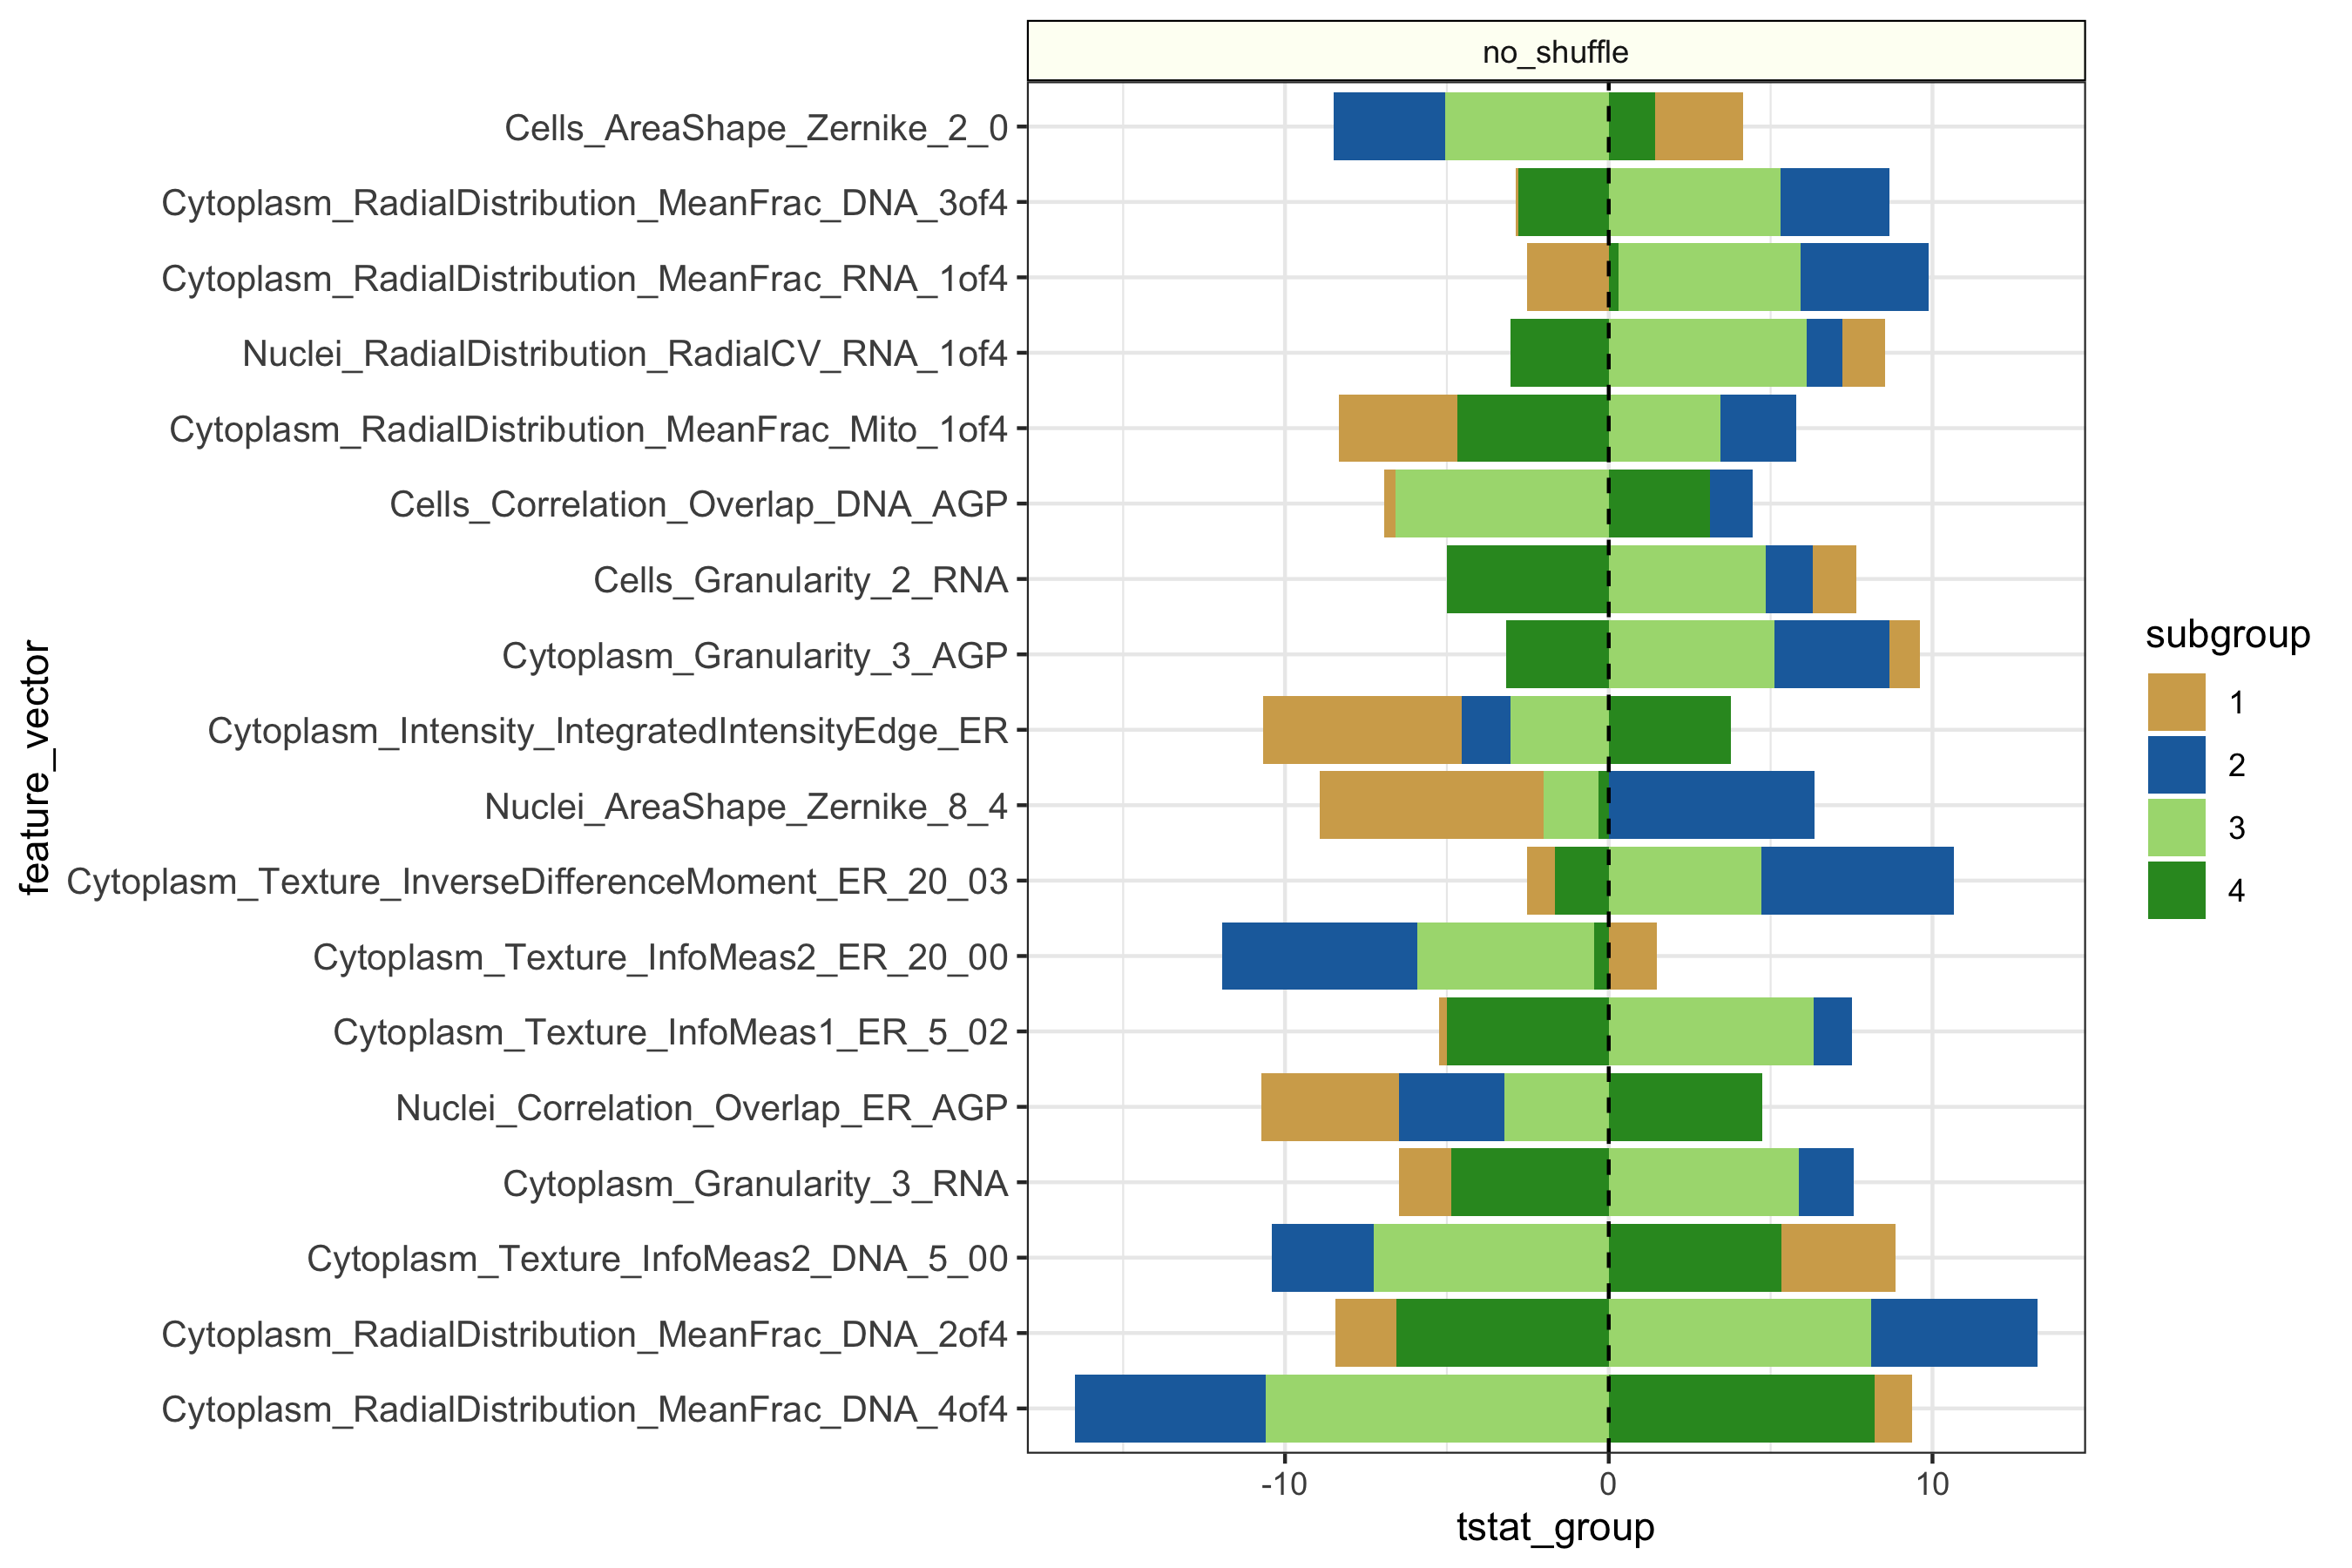 no_shuffle
Cells_AreaShape_Zernike_2_0
Cytoplasm_RadialDistribution_MeanFrac_DNA_3of4
Cytoplasm_RadialDistribution_MeanFrac_RNA_1of4
Nuclei_RadialDistribution_RadialCV_RNA_1of4
Cytoplasm_RadialDistribution_MeanFrac_Mito_1of4
Cells_Correlation_Overlap_DNA_AGP
Cells_Granularity_2_RNA
Cytoplasm_Granularity_3_AGP
Cytoplasm_Intensity_IntegratedIntensityEdge_ER
Nuclei_AreaShape_Zernike_8_4
Cytoplasm_Texture_InverseDifferenceMoment_ER_20_03
Cytoplasm_Texture_InfoMeas2_ER_20_00
Cytoplasm_Texture_InfoMeas1_ER_5_02
Nuclei_Correlation_Overlap_ER_AGP
Cytoplasm_Granularity_3_RNA
Cytoplasm_Texture_InfoMeas2_DNA_5_00
Cytoplasm_RadialDistribution_MeanFrac_DNA_2of4
Cytoplasm_RadialDistribution_MeanFrac_DNA_4of4
feature_vector
-10 0 10
tstat_group
subgroup
1
2
3
4